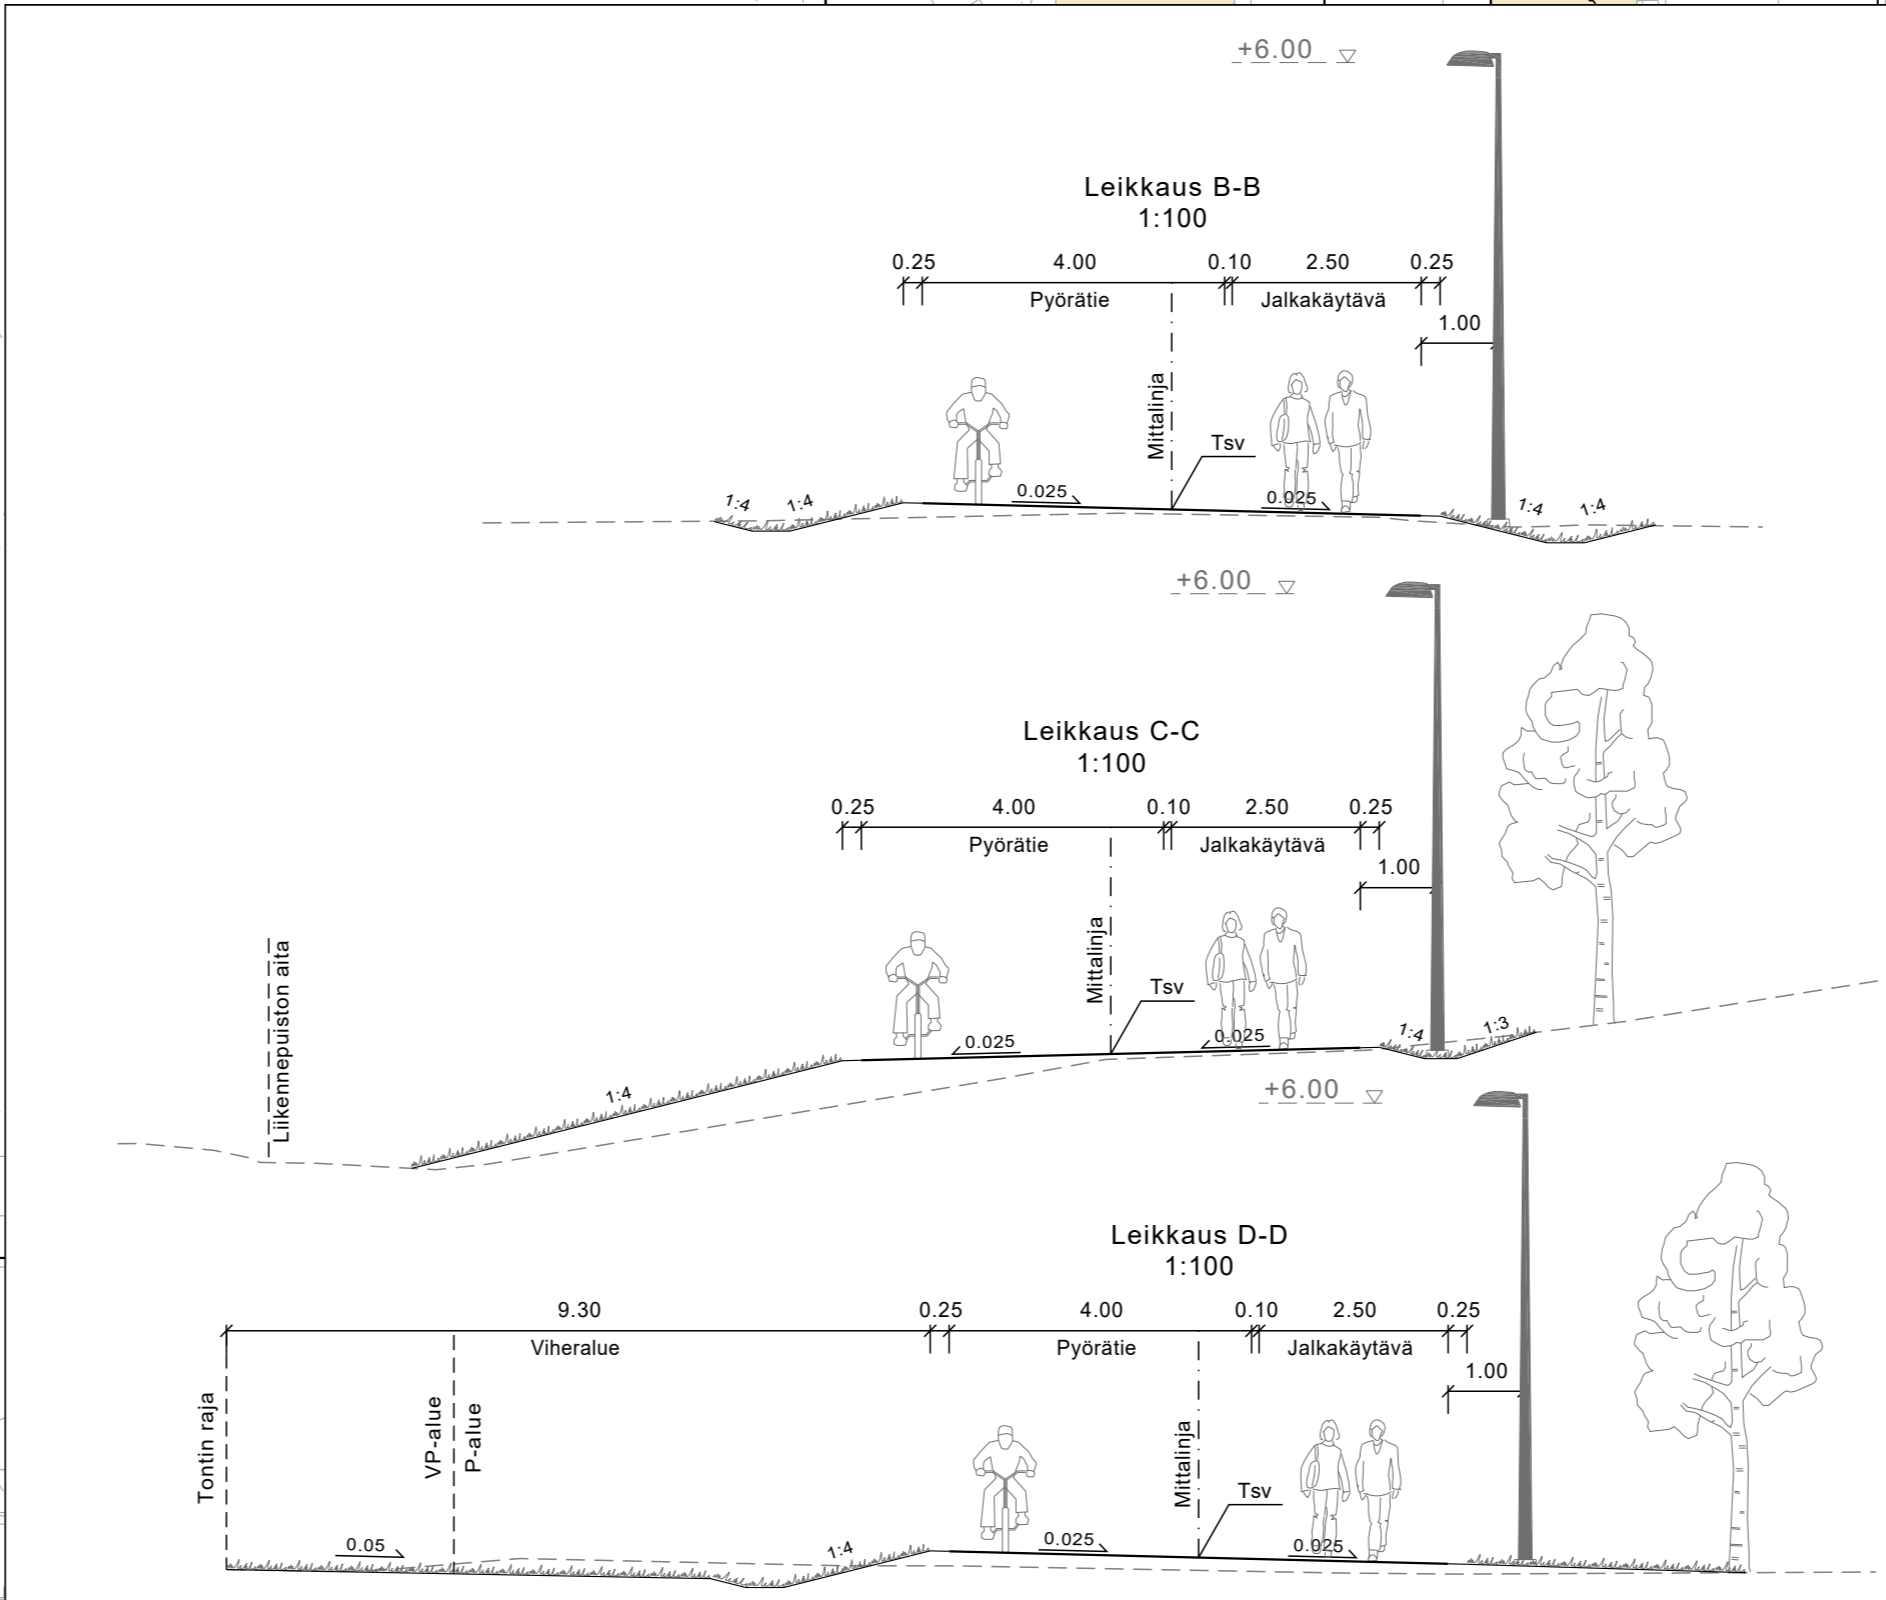 +6.00
Leikkaus B-B
1:100
0.25 4.00 0.10 2.50 0.25
Pyörätie Jalkakäytävä
1.00
Mittalinja
Tsv
0.025 0.025
1:4 1:4 1:4 1:4
+6.00
Leikkaus C-C
1:100
0.25 4.00 0.10 2.50 0.25
Pyörätie Jalkakäytävä
1.00
Liikennepuiston aita
Mittalinja
Tsv
0.025 0.025
1:4 1:4 1:3
+6.00
Leikkaus D-D
1:100
9.30 0.25 4.00 0.10 2.50 0.25
Viheralue Pyörätie Jalkakäytävä
1.00
Tontin raja
VP-alue
P-alue
Mittalinja
Tsv
0.05 1:4 0.025 0.025